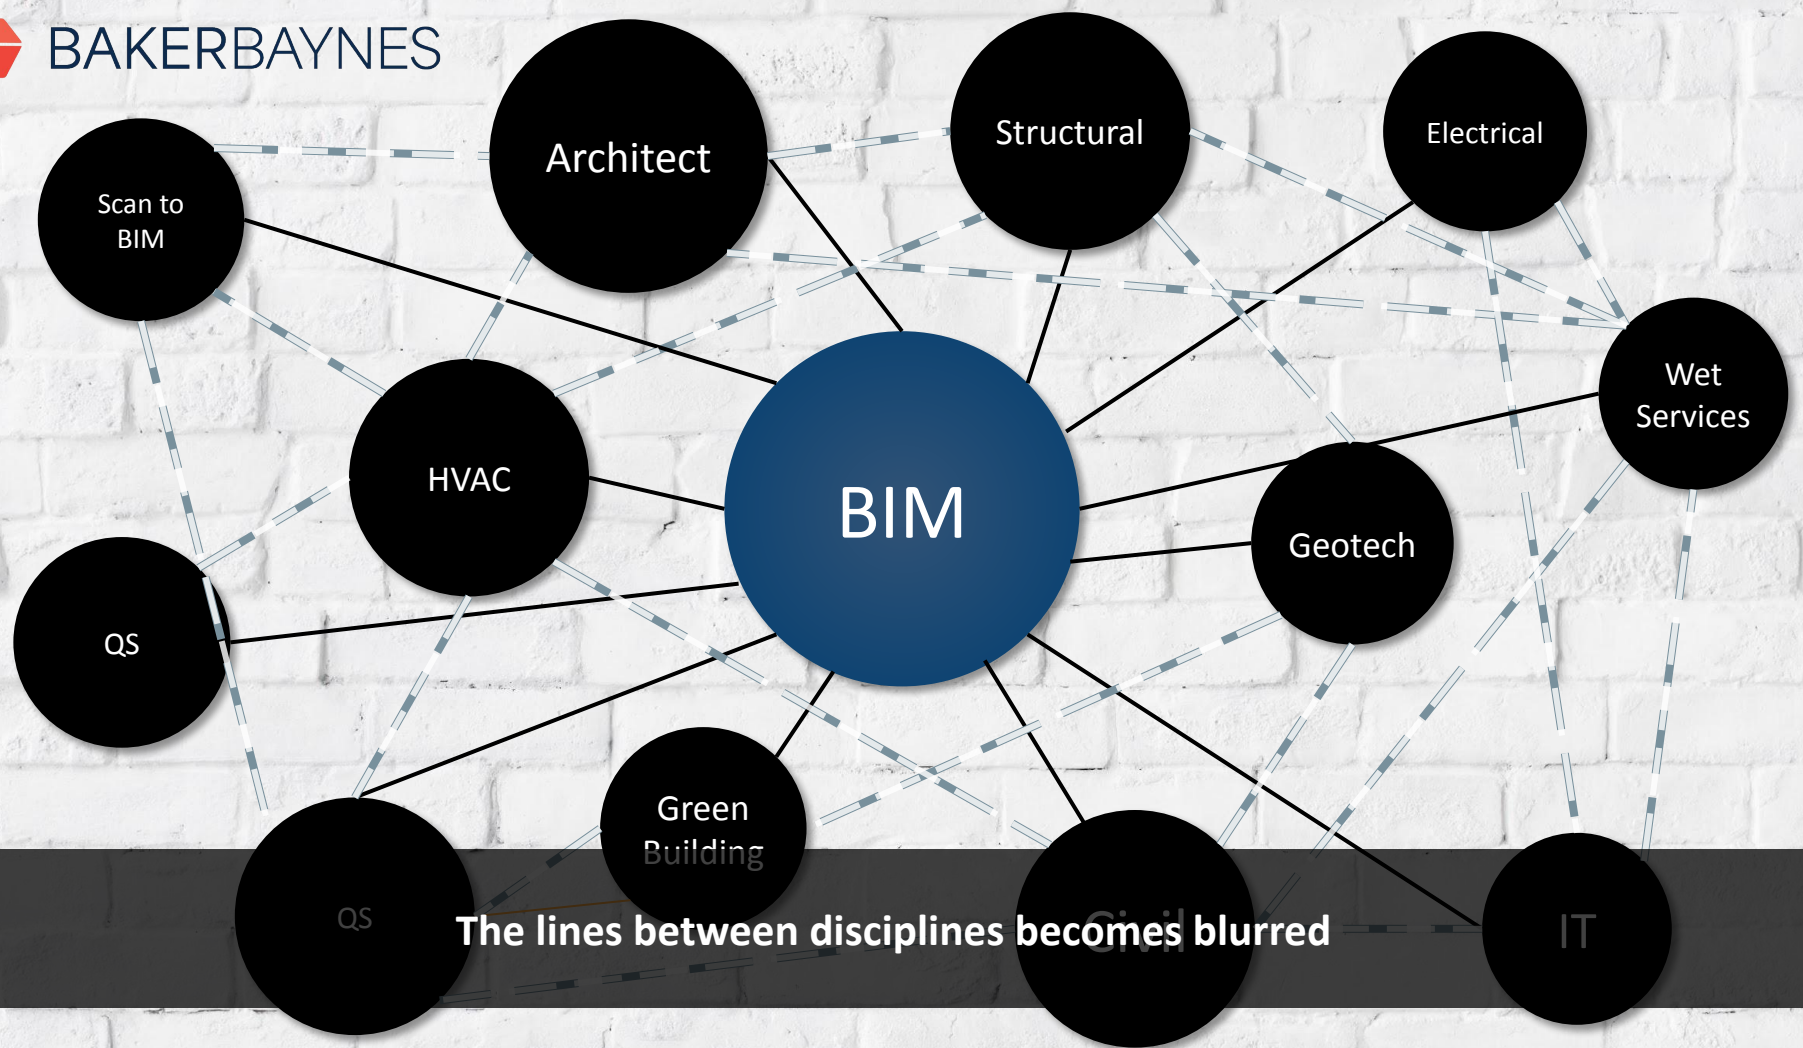 BAKERBAYNES
Architect
Structural
Electrical
Scan to
BIM
Wet
Services
HVAC
BIM
Geotech
QS
Green
Building
QS
Civil
IT
The lines between disciplines becomes blurred